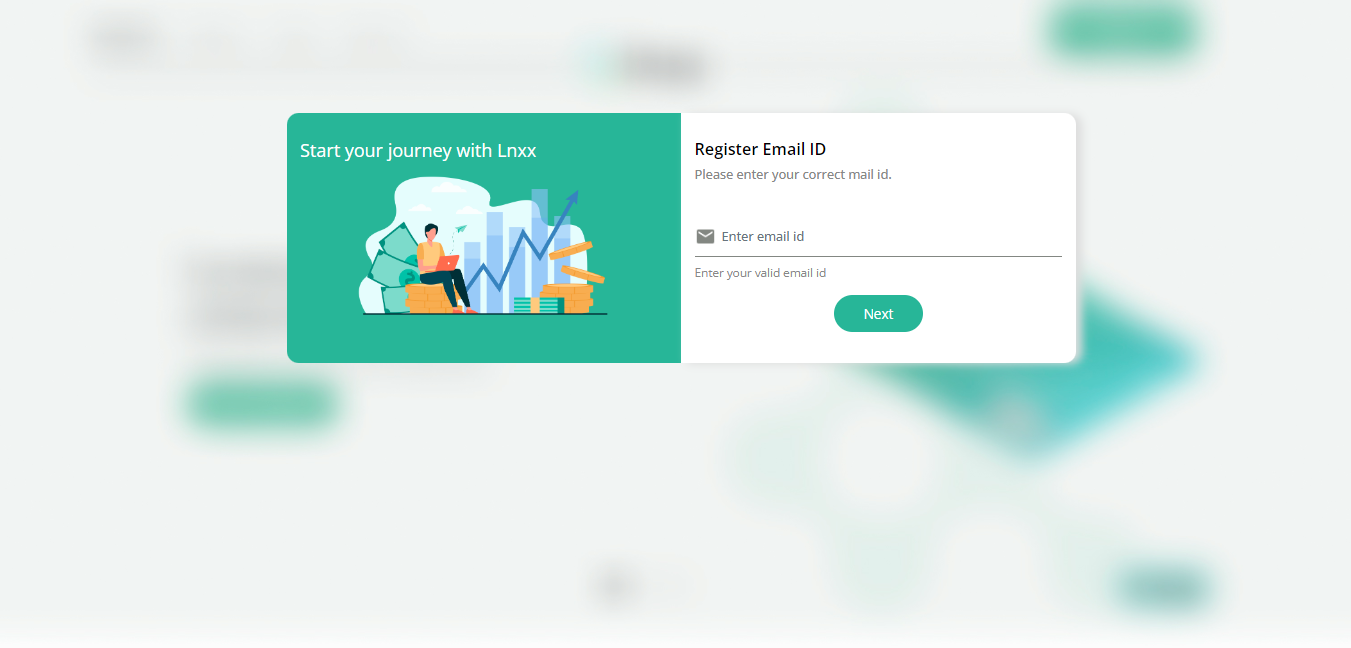 Start your journey with Lnxx
Register Email ID
Please enter your correct mail id.
Enter email id
Enter your valid email id
Next